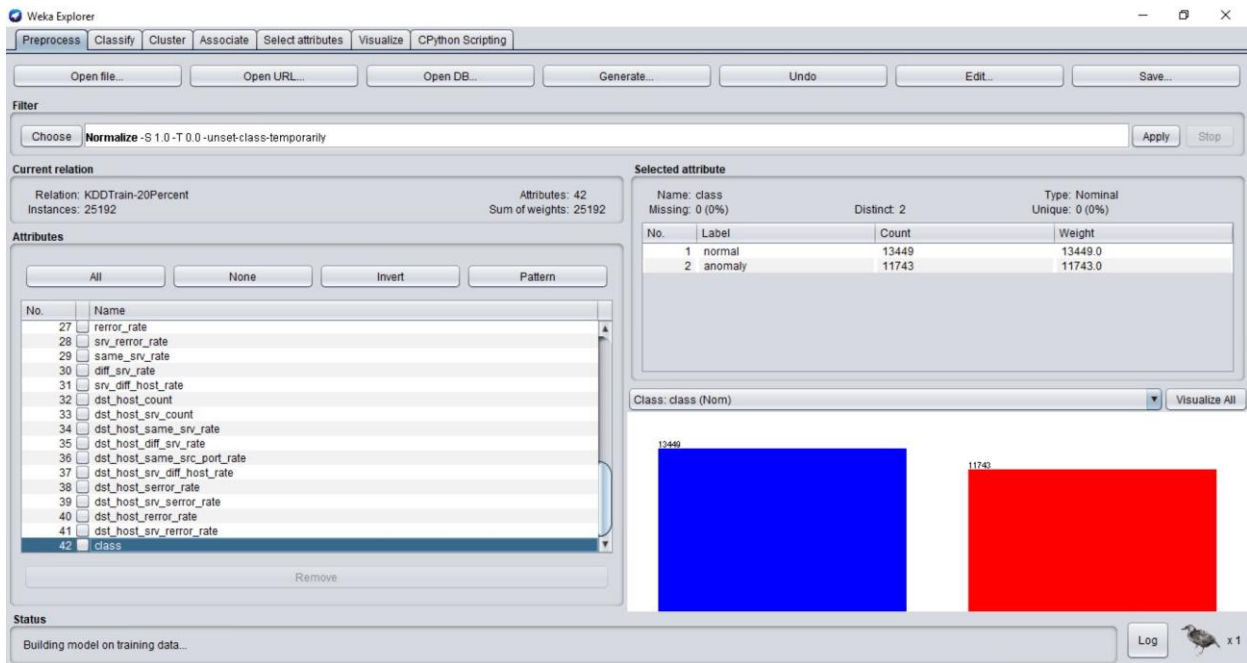 Weka Explorer
Preprocess Classify Cluster Associate Select attributes Visualize CPython Scripting
Open file... Open URL... Open DB... Generate... Undo Edit... Save...
Filter
Choose Normalize -S 1.0 -T 0.0 -unset-class-temporarily Apply Stop
Current relation
Relation: KDDTrain-20Percent Attributes: 42
Instances: 25192 Sum of weights: 25192
Attributes
All None Invert Pattern
No. Name
27 rerror_rate
28 srv_rerror_rate
29 same_srv_rate
30 diff_srv_rate
31 srv_diff_host_rate
32 dst_host_count
33 dst_host_srv_count
34 dst_host_same_srv_rate
35 dst_host_diff_srv_rate
36 dst_host_same_src_port_rate
37 dst_host_srv_diff_host_rate
38 dst_host_serror_rate
39 dst_host_srv_serror_rate
40 dst_host_rerror_rate
41 dst_host_srv_rerror_rate
42 class
Remove
Selected attribute
Name: class Type: Nominal
Missing: 0 (0%) Distinct: 2 Unique: 0 (0%)
No. Label Count Weight
1 normal 13449 13449.0
2 anomaly 11743 11743.0
Class: class (Nom) Visualize All
13449
11743
Status
Building model on training data...
Log x 1